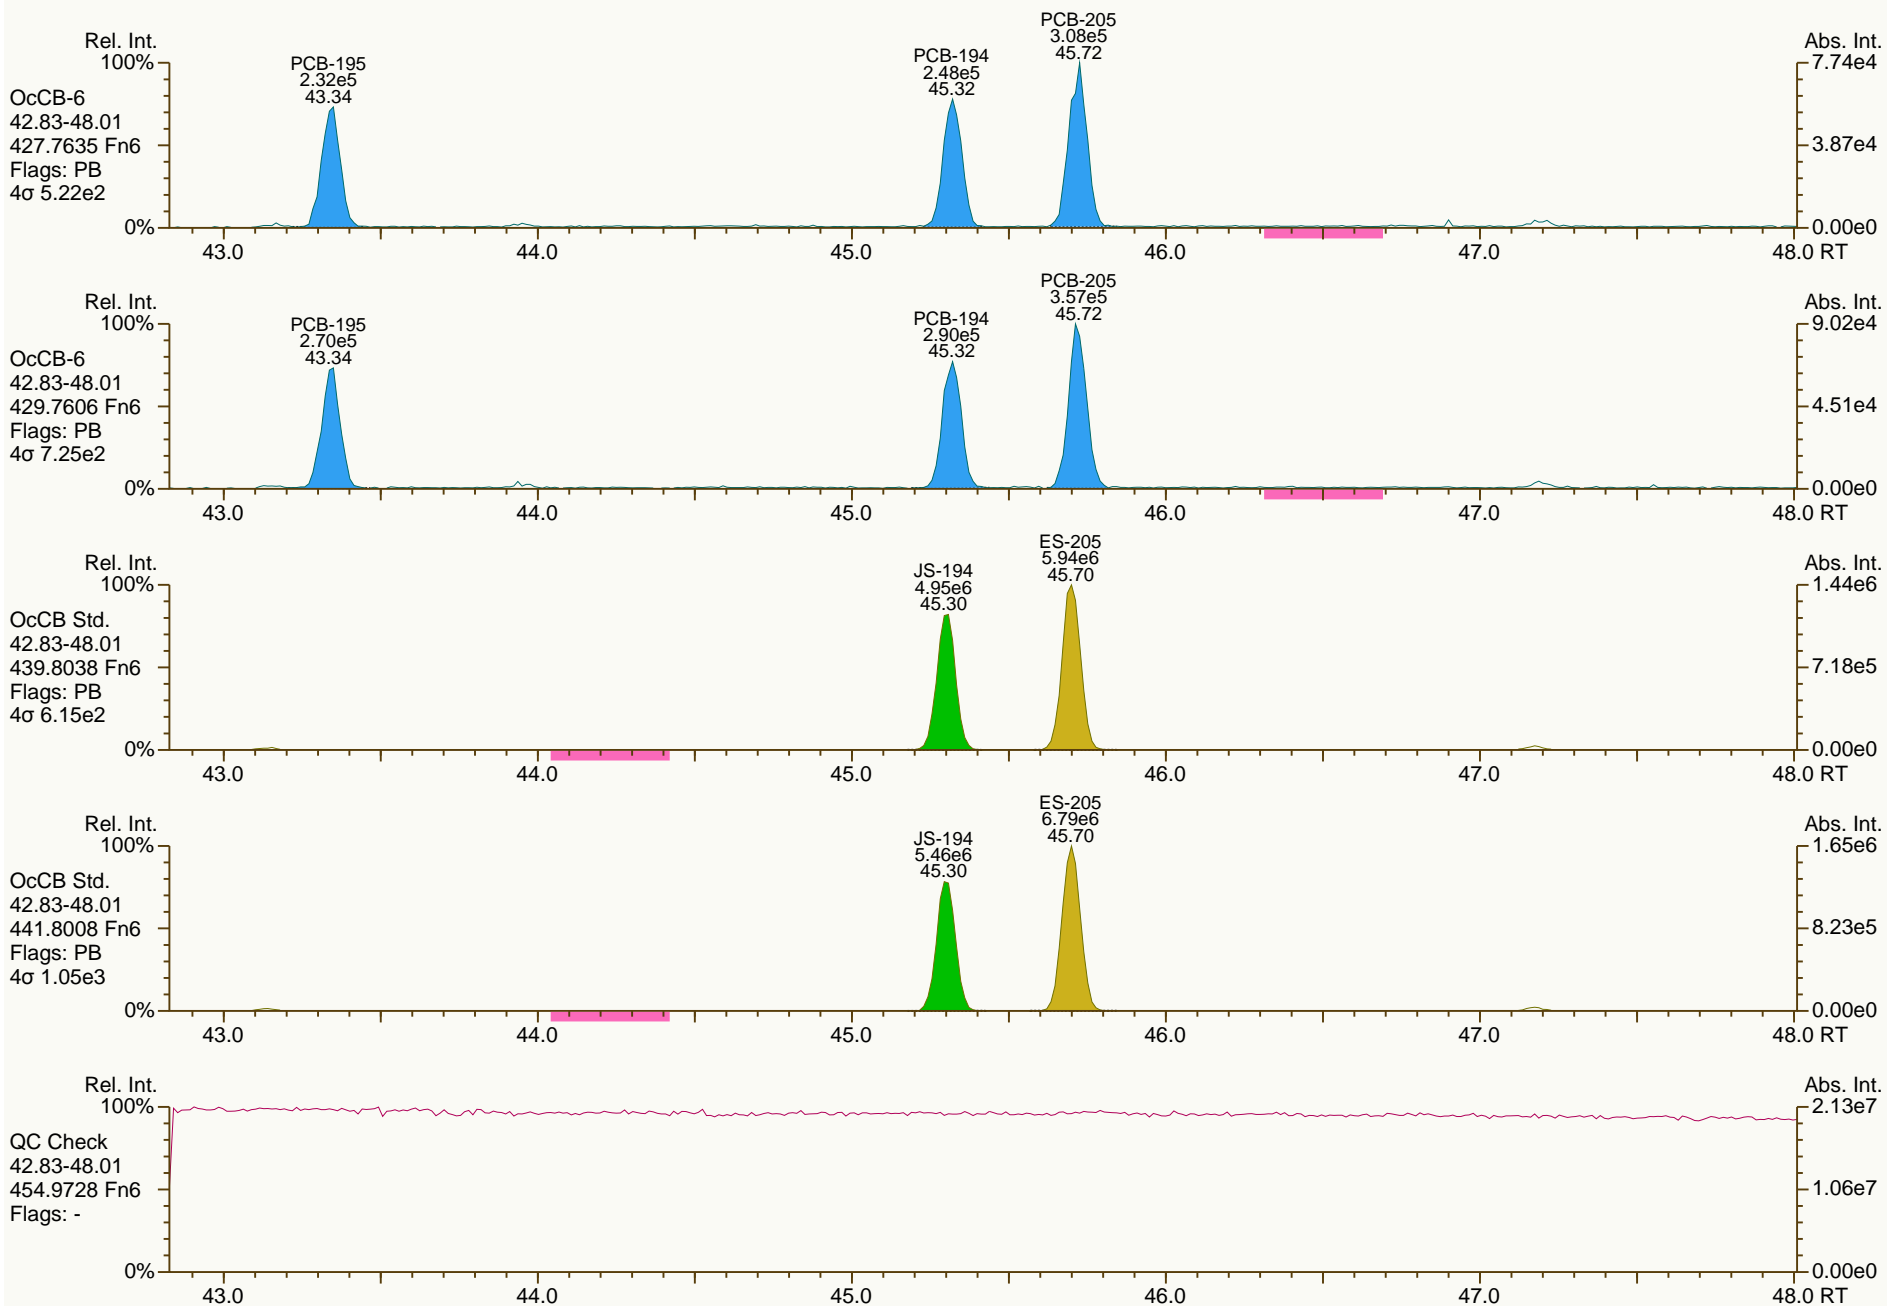 Rel. Int.
Abs. Int.
PCB-195
2.32e5
43.34
PCB-194
2.48e5
45.32
PCB-205
3.08e5
45.72
100%
0%
OcCB-6
42.83-48.01
427.7635 Fn6
Flags: PB
4σ 5.22e2
7.74e4
3.87e4
0.00e0
43.0 44.0 45.0 46.0 47.0 48.0 RT
Rel. Int.
Abs. Int.
PCB-195
2.70e5
43.34
PCB-194
2.90e5
45.32
PCB-205
3.57e5
45.72
100%
0%
OcCB-6
42.83-48.01
429.7606 Fn6
Flags: PB
4σ 7.25e2
9.02e4
4.51e4
0.00e0
43.0 44.0 45.0 46.0 47.0 48.0 RT
Rel. Int.
Abs. Int.
JS-194
4.95e6
45.30
ES-205
5.94e6
45.70
100%
0%
OcCB Std.
42.83-48.01
439.8038 Fn6
Flags: PB
4σ 6.15e2
1.44e6
7.18e5
0.00e0
43.0 44.0 45.0 46.0 47.0 48.0 RT
Rel. Int.
Abs. Int.
JS-194
5.46e6
45.30
ES-205
6.79e6
45.70
100%
0%
OcCB Std.
42.83-48.01
441.8008 Fn6
Flags: PB
4σ 1.05e3
1.65e6
8.23e5
0.00e0
43.0 44.0 45.0 46.0 47.0 48.0 RT
Rel. Int.
Abs. Int.
100%
0%
QC Check
42.83-48.01
454.9728 Fn6
Flags: -
2.13e7
1.06e7
0.00e0
43.0 44.0 45.0 46.0 47.0 48.0 RT